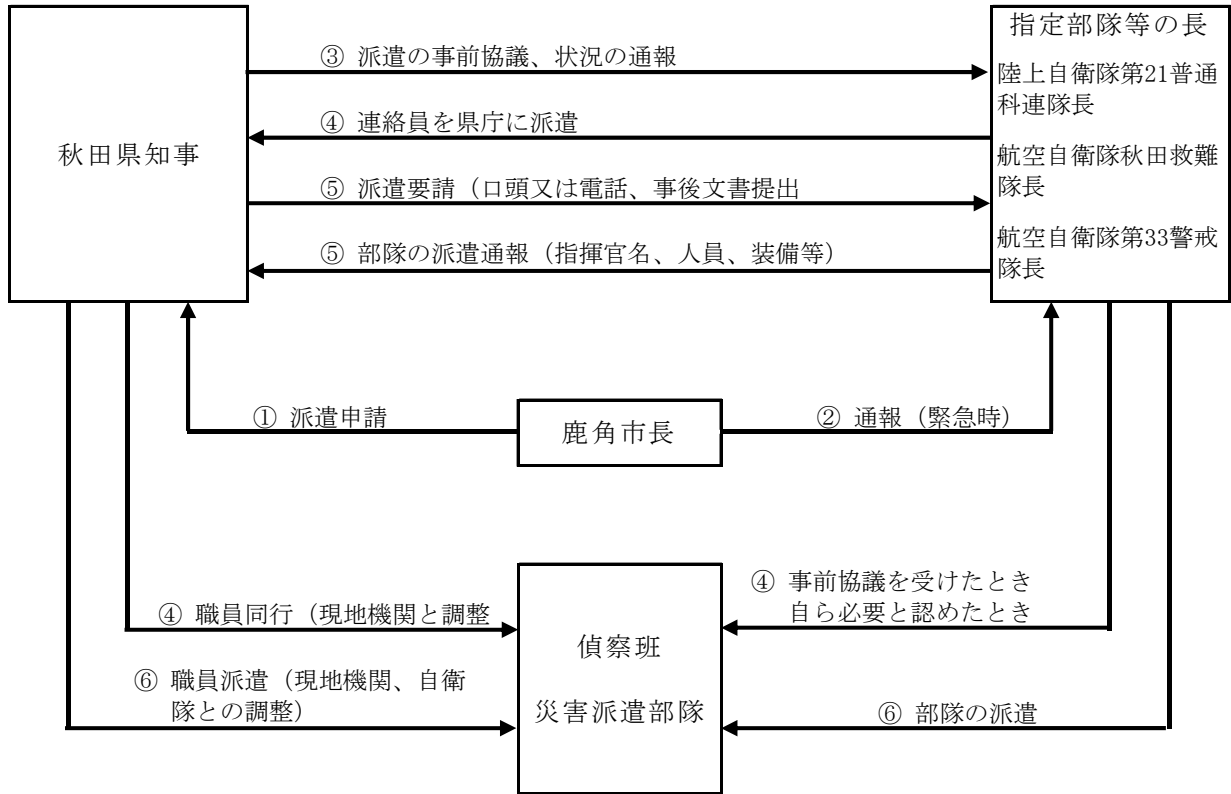 秋田県知事
③ 派遣の事前協議、状況の通報
④ 連絡員を県庁に派遣
⑤ 派遣要請（口頭又は電話、事後文書提出
⑤ 部隊の派遣通報（指揮官名、人員、装備等）
指定部隊等の長
陸上自衛隊第21普通
科連隊長
航空自衛隊秋田救難
隊長
航空自衛隊第33警戒
隊長
① 派遣申請
鹿角市長
② 通報（緊急時）
④ 職員同行（現地機関と調整
⑥ 職員派遣（現地機関、自衛
隊との調整）
偵察班
災害派遣部隊
④ 事前協議を受けたとき
自ら必要と認めたとき
⑥ 部隊の派遣